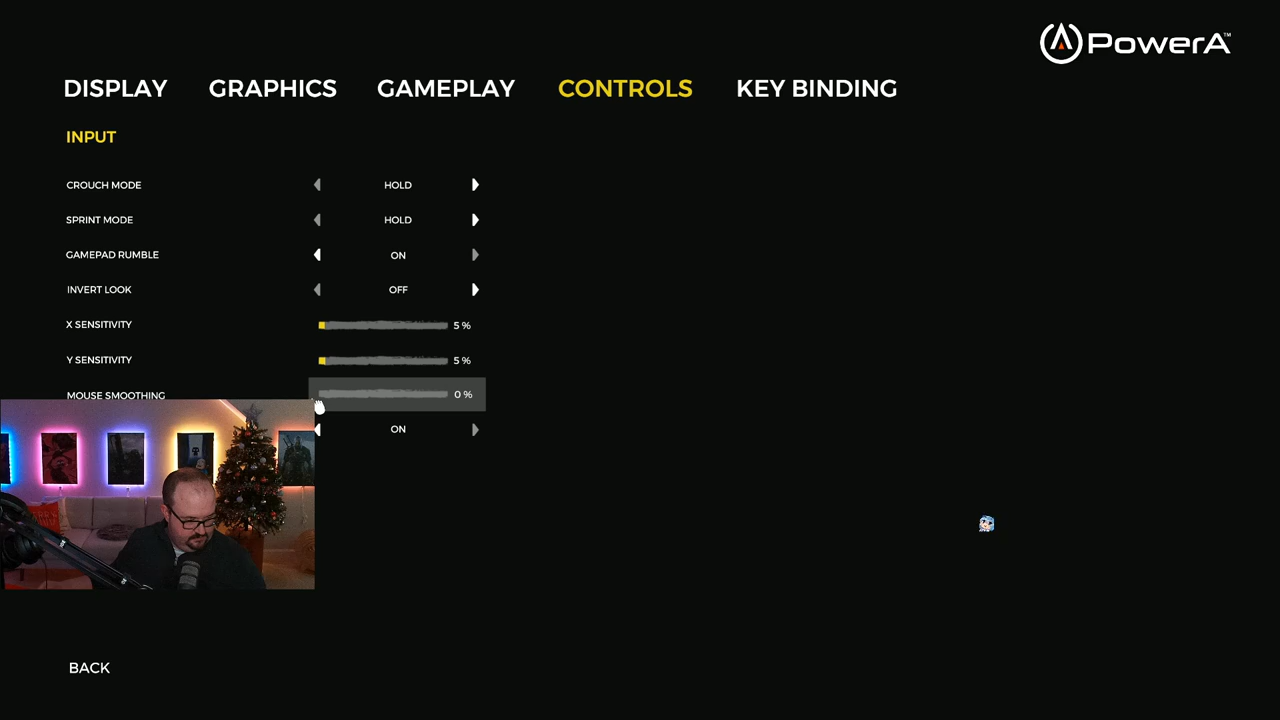 PowerA™
DISPLAY GRAPHICS GAMEPLAY CONTROLS KEY BINDING
INPUT
CROUCH MODE HOLD
SPRINT MODE HOLD
GAMEPAD RUMBLE ON
INVERT LOOK OFF
X SENSITIVITY 5 %
Y SENSITIVITY 5 %
MOUSE SMOOTHING 0 %
ON
BACK